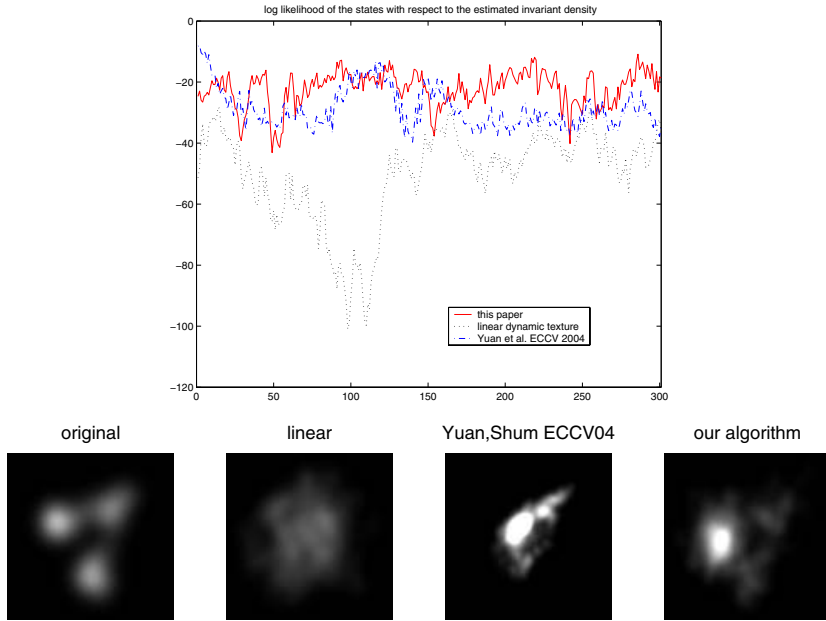 log likelihood of the states with respect to the estimated invariant density
0
−20
−40
−60
−80
−100
−120
0 50 100 150 200 250 300
this paper
linear dynamic texture
Yuan et al. ECCV 2004
original linear Yuan,Shum ECCV04 our algorithm